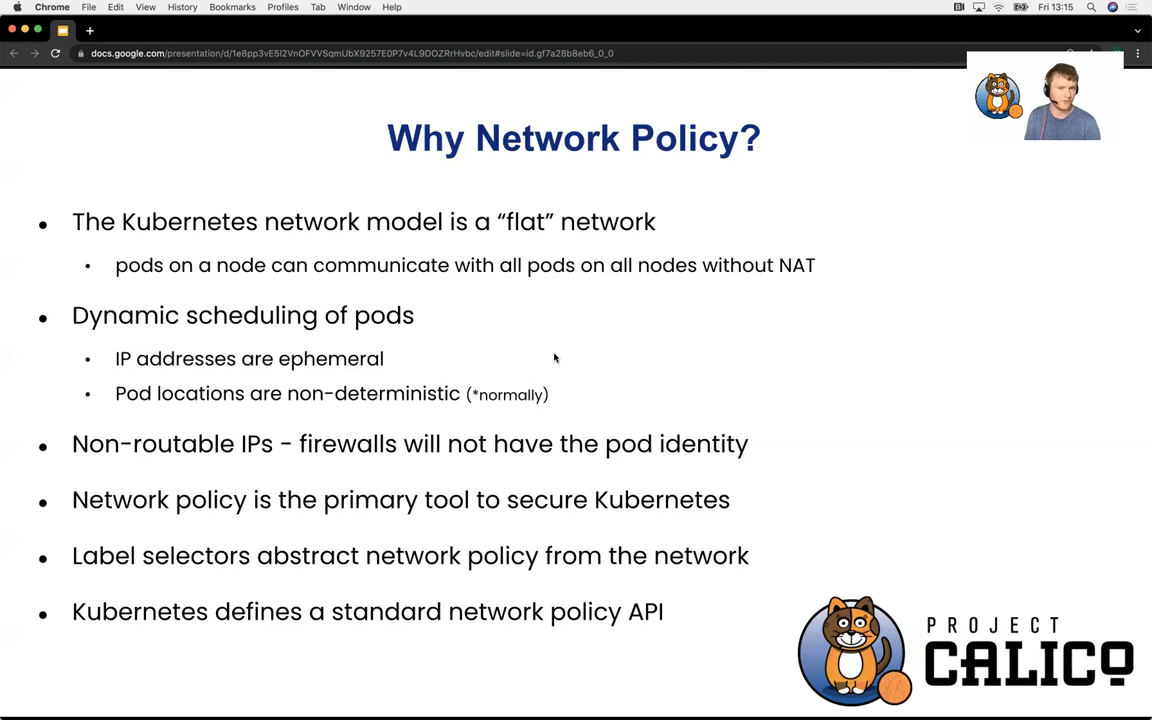 Chrome File Edit View History Bookmarks Profiles Tab Window Help Fri 13:15
docs.google.com/presentation/d/1e8pp3vE5I2VnOFVVSqmUbX9257E0P7v4L9DOZRrHvbc/edit#slide=id.gf7a28b8eb6_0_0
Why Network Policy?
• The Kubernetes network model is a “flat” network
• pods on a node can communicate with all pods on all nodes without NAT
• Dynamic scheduling of pods
• IP addresses are ephemeral
• Pod locations are non-deterministic (*normally)
• Non-routable IPs - firewalls will not have the pod identity
• Network policy is the primary tool to secure Kubernetes
• Label selectors abstract network policy from the network
• Kubernetes defines a standard network policy API
PROJECT
CALICO